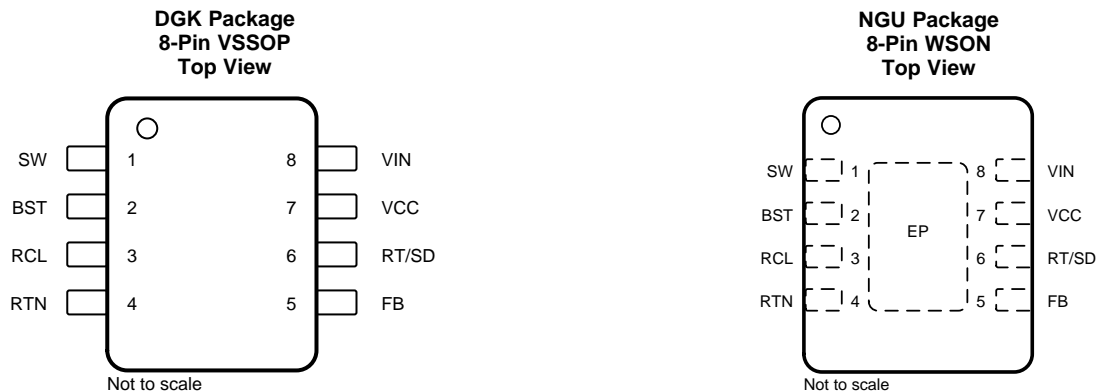 DGK Package
8-Pin VSSOP
Top View
SW 1 8 VIN
BST 2 7 VCC
RCL 3 6 RT/SD
RTN 4 5 FB
Not to scale
NGU Package
8-Pin WSON
Top View
SW 1 8 VIN
BST 2 7 VCC
EP
RCL 3 6 RT/SD
RTN 4 5 FB
Not to scale